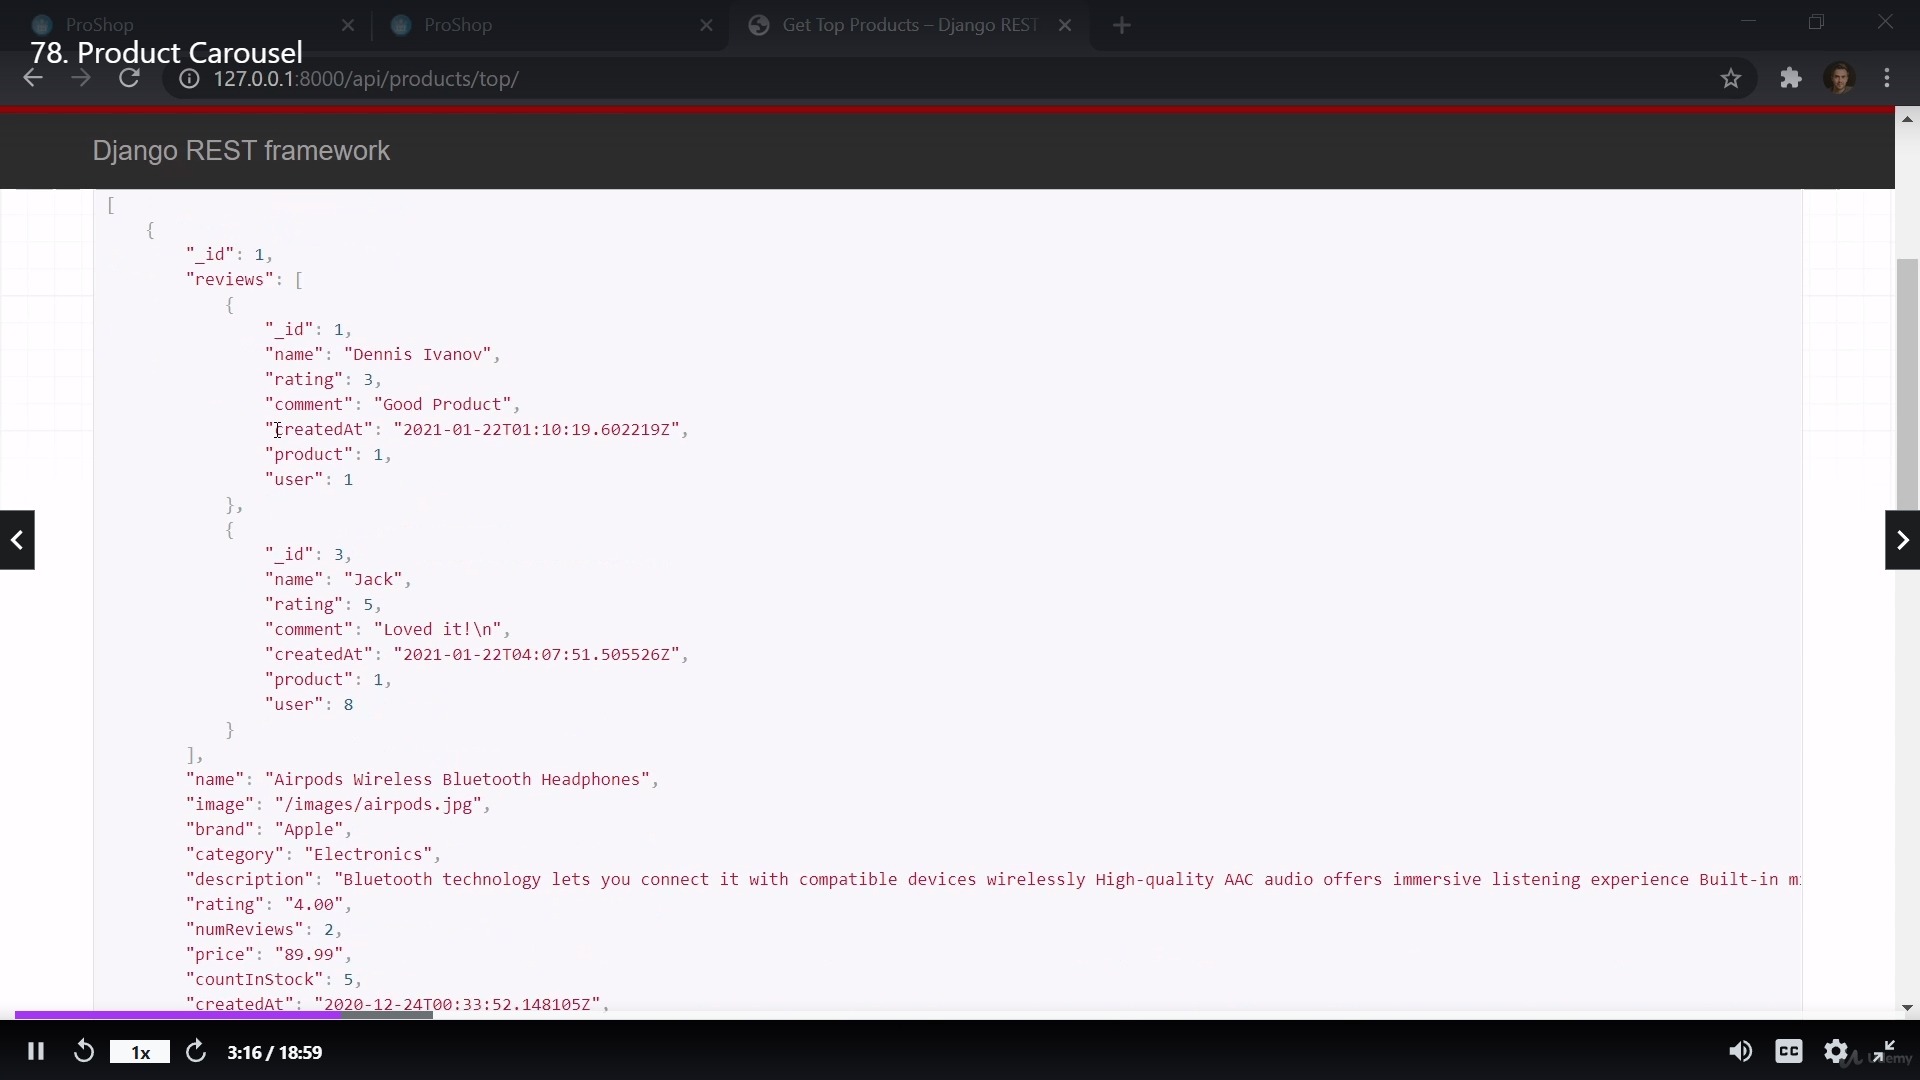 ProShop
ProShop
Get Top Products – Django REST
78. Product Carousel
127.0.0.1:8000/api/products/top/
Django REST framework
[
{
"_id": 1,
"reviews": [
{
"_id": 1,
"name": "Dennis Ivanov",
"rating": 3,
"comment": "Good Product",
"createdAt": "2021-01-22T01:10:19.602219Z",
"product": 1,
"user": 1
},
{
"_id": 3,
"name": "Jack",
"rating": 5,
"comment": "Loved it!\n",
"createdAt": "2021-01-22T04:07:51.505526Z",
"product": 1,
"user": 8
}
],
"name": "Airpods Wireless Bluetooth Headphones",
"image": "/images/airpods.jpg",
"brand": "Apple",
"category": "Electronics",
"description": "Bluetooth technology lets you connect it with compatible devices wirelessly High-quality AAC audio offers immersive listening experience Built-in
"rating": "4.00",
"numReviews": 2,
"price": "89.99",
"countInStock": 5,
"createdAt": "2020-12-24T00:33:52.148105Z",
1x
3:16 / 18:59
CC
Udemy